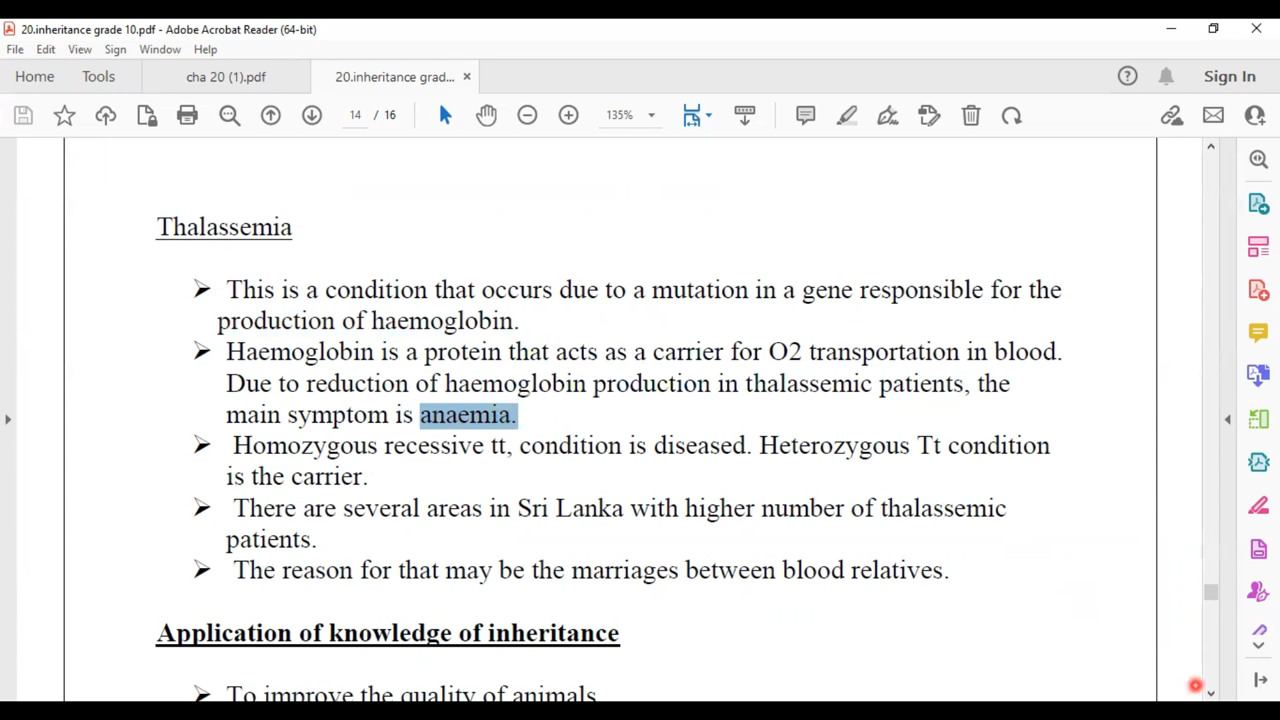 20.inheritance grade 10.pdf - Adobe Acrobat Reader (64-bit)
File Edit View Sign Window Help
Home Tools cha 20 (1).pdf 20.inheritance grad... × Sign In
14 / 16 135%
Thalassemia
➢ This is a condition that occurs due to a mutation in a gene responsible for the
production of haemoglobin.
➢ Haemoglobin is a protein that acts as a carrier for O2 transportation in blood.
Due to reduction of haemoglobin production in thalassemic patients, the
main symptom is anaemia.
➢ Homozygous recessive tt, condition is diseased. Heterozygous Tt condition
is the carrier.
➢ There are several areas in Sri Lanka with higher number of thalassemic
patients.
➢ The reason for that may be the marriages between blood relatives.
Application of knowledge of inheritance
➢ To improve the quality of animals